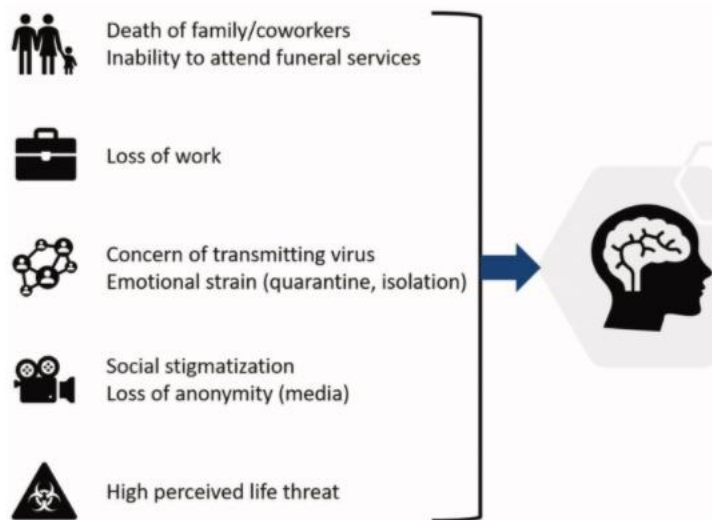 Death of family/coworkers
Inability to attend funeral services
Loss of work
Concern of transmitting virus
Emotional strain (quarantine, isolation)
Social stigmatization
Loss of anonymity (media)
High perceived life threat